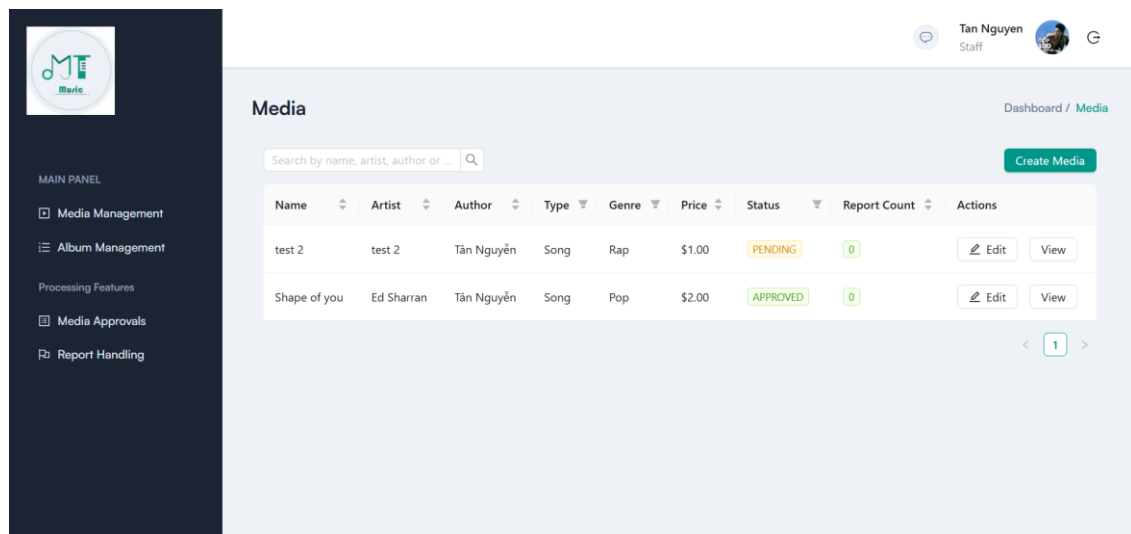 MT
Music
Tan Nguyen
Staff
Media
Dashboard / Media
Search by name, artist, author or ...
Create Media
MAIN PANEL
Media Management
Album Management
Processing Features
Media Approvals
Report Handling
Name Artist Author Type Genre Price Status Report Count Actions
test 2 test 2 Tân Nguyễn Song Rap $1.00 PENDING 0 Edit View
Shape of you Ed Sharran Tân Nguyễn Song Pop $2.00 APPROVED 0 Edit View
< 1 >